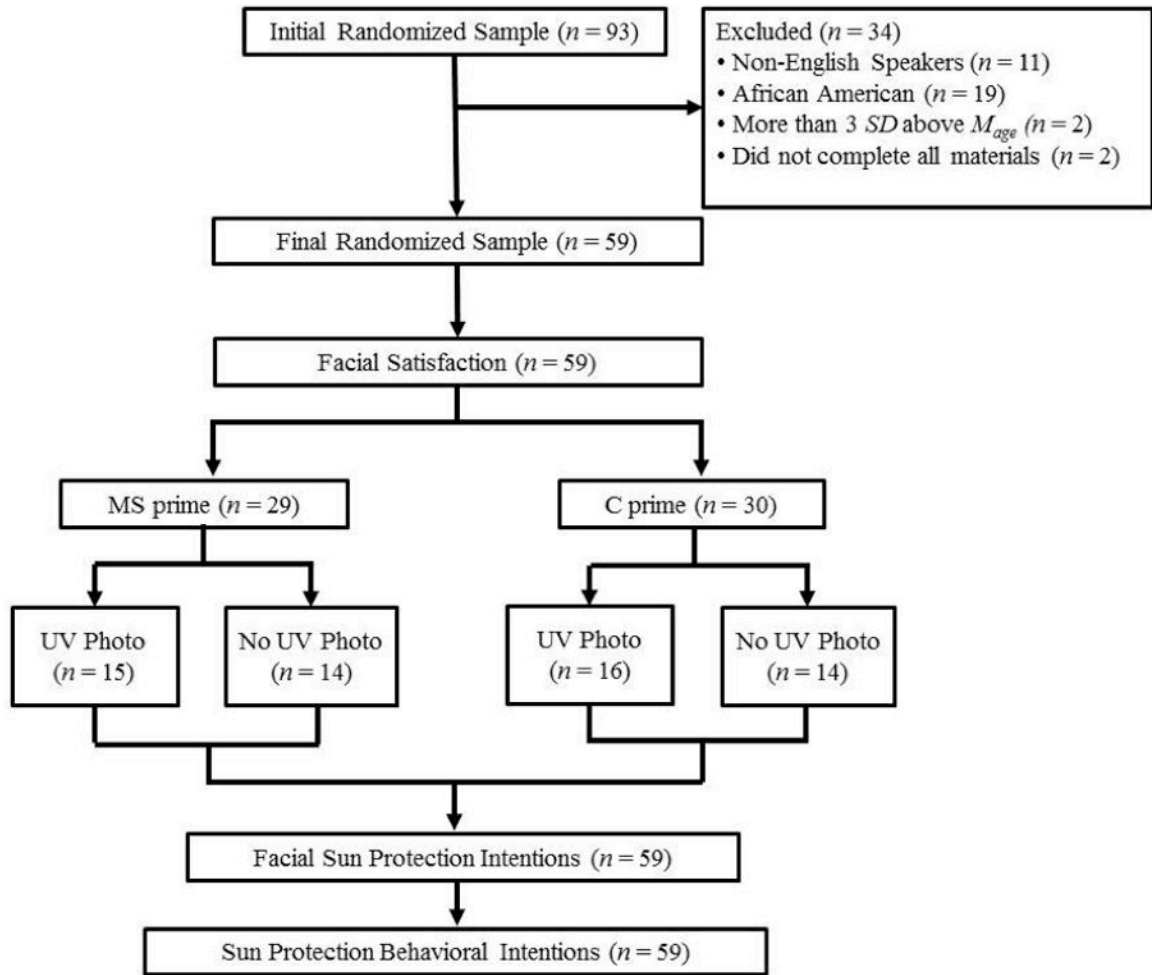 Initial Randomized Sample (n = 93)
Excluded (n = 34)
• Non-English Speakers (n = 11)
• African American (n = 19)
• More than 3 SD above Mage (n = 2)
• Did not complete all materials (n = 2)
Final Randomized Sample (n = 59)
Facial Satisfaction (n = 59)
MS prime (n = 29)
C prime (n = 30)
UV Photo
(n = 15)
No UV Photo
(n = 14)
UV Photo
(n = 16)
No UV Photo
(n = 14)
Facial Sun Protection Intentions (n = 59)
Sun Protection Behavioral Intentions (n = 59)